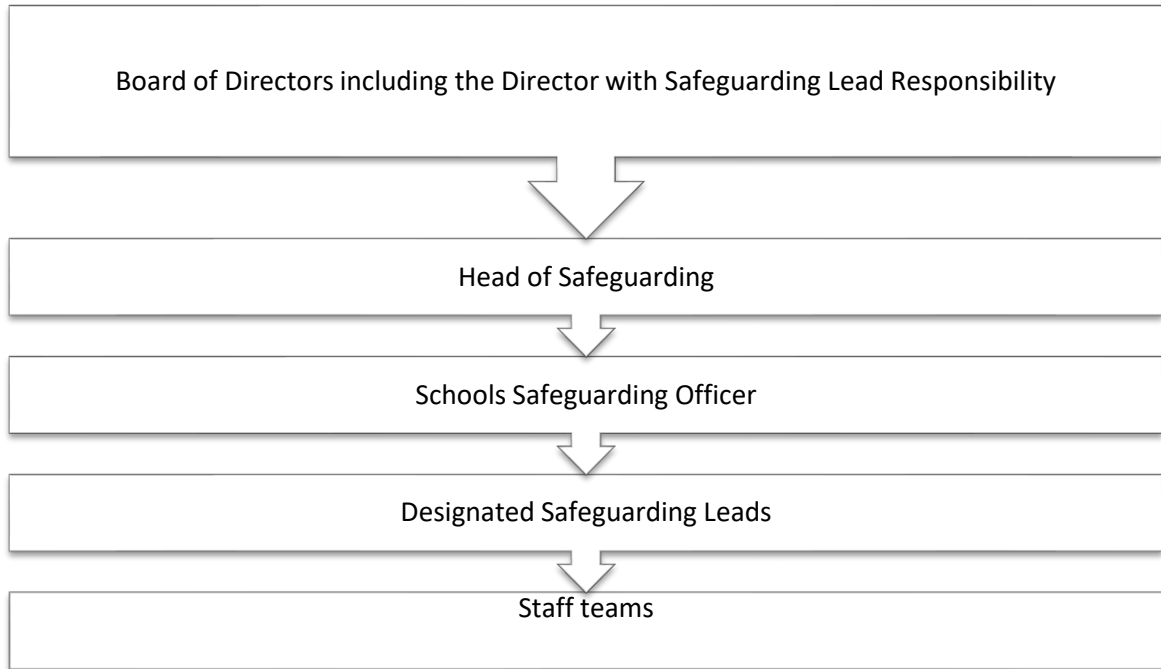 Board of Directors including the Director with Safeguarding Lead Responsibility
Head of Safeguarding
Schools Safeguarding Officer
Designated Safeguarding Leads
Staff teams